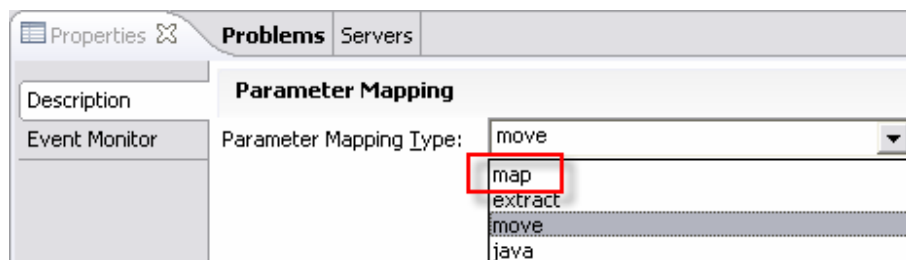 Properties Problems Servers
Description
Parameter Mapping
Event Monitor
Parameter Mapping Type:
move
map
extract
move
java